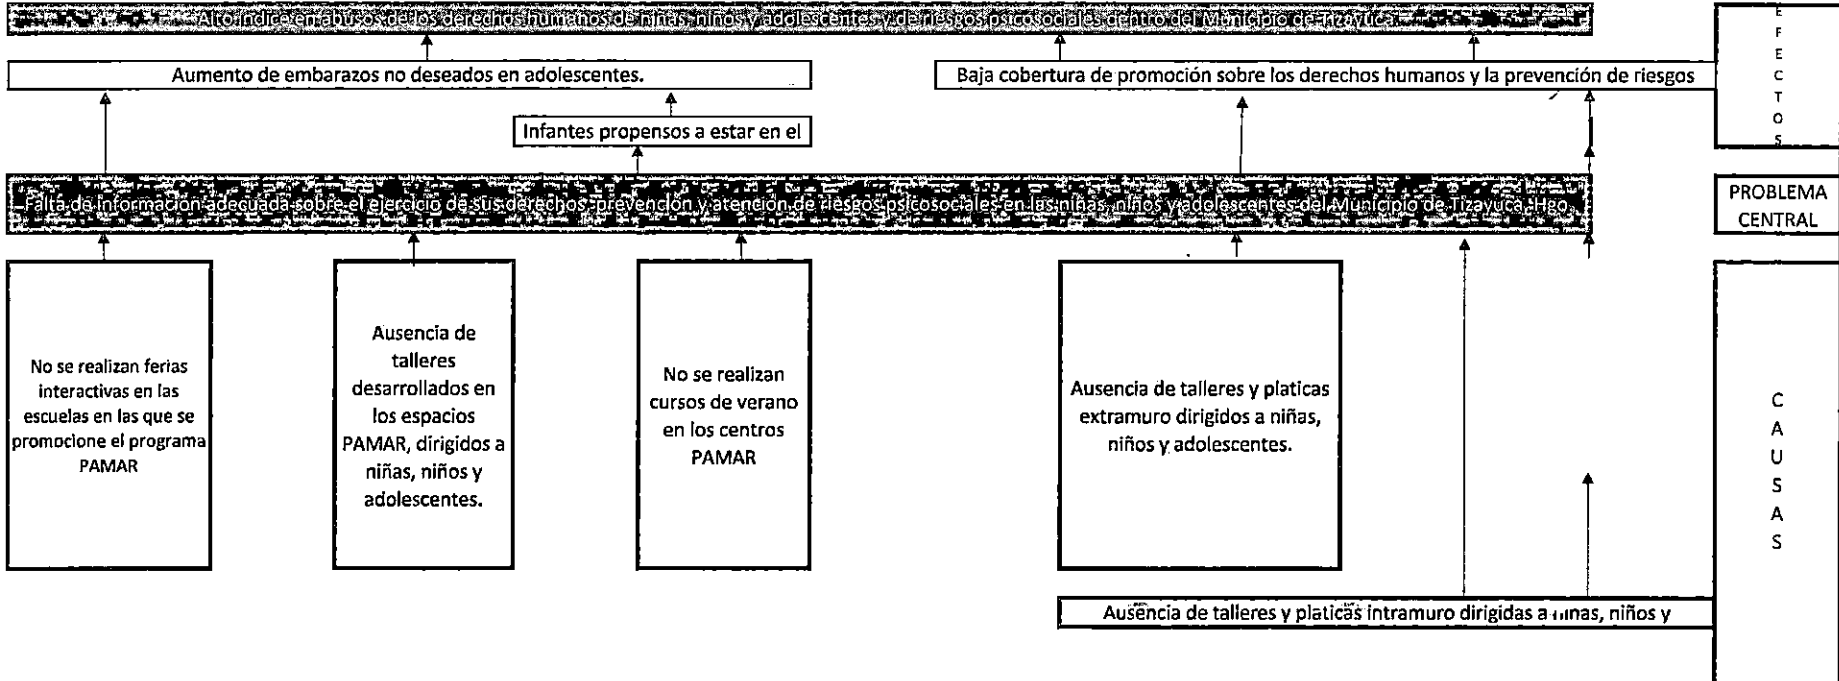 Alto índice en abusos de los derechos humanos de niñas, niños y adolescentes y de riesgos psicosociales dentro del Municipio de Tizayuca
EFECTOS
Aumento de embarazos no deseados en adolescentes.
Baja cobertura de promoción sobre los derechos humanos y la prevención de riesgos
Infantes propensos a estar en el
Falta de información adecuada sobre el ejercicio de sus derechos, prevención y atención de riesgos psicosociales en las niñas, niños y adolescentes del Municipio de Tizayuca, Hgo.
PROBLEMA
CENTRAL
No se realizan ferias
interactivas en las
escuelas en las que se
promocione el programa
PAMAR
Ausencia de
talleres
desarrollados en
los espacios
PAMAR, dirigidos a
niñas, niños y
adolescentes.
No se realizan
cursos de verano
en los centros
PAMAR
Ausencia de talleres y platicas
extramuro dirigidos a niñas,
niños y adolescentes.
CAUSAS
Ausencia de talleres y platicas intramuro dirigidas a niñas, niños y